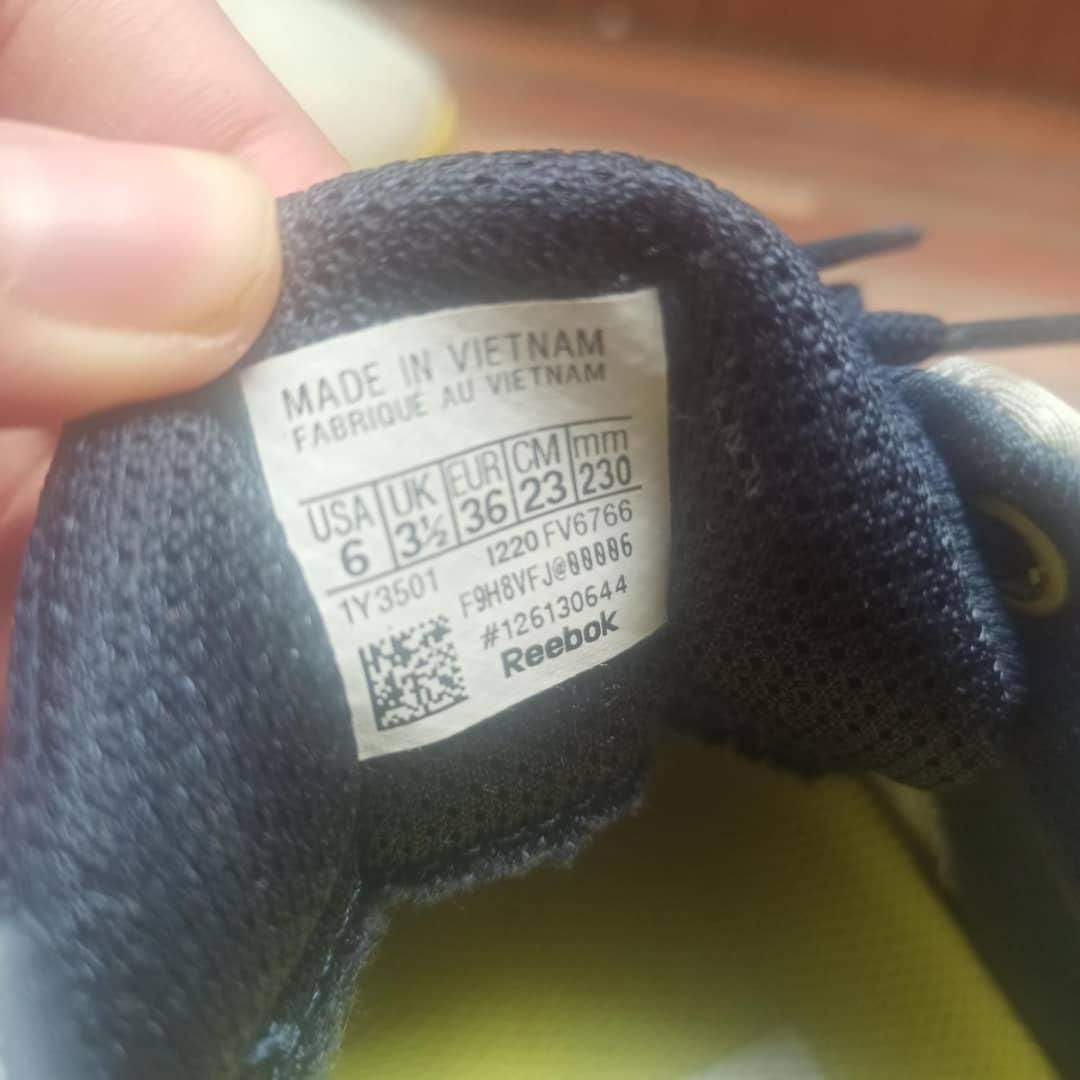 MADE IN VIETNAM
FABRIQUE AU VIETNAM
USA UK EUR CM mm
6 3½ 36 23 230
1Y3501 1220 FV6766
F9H8VFJ@00006
#126130644
Reebok